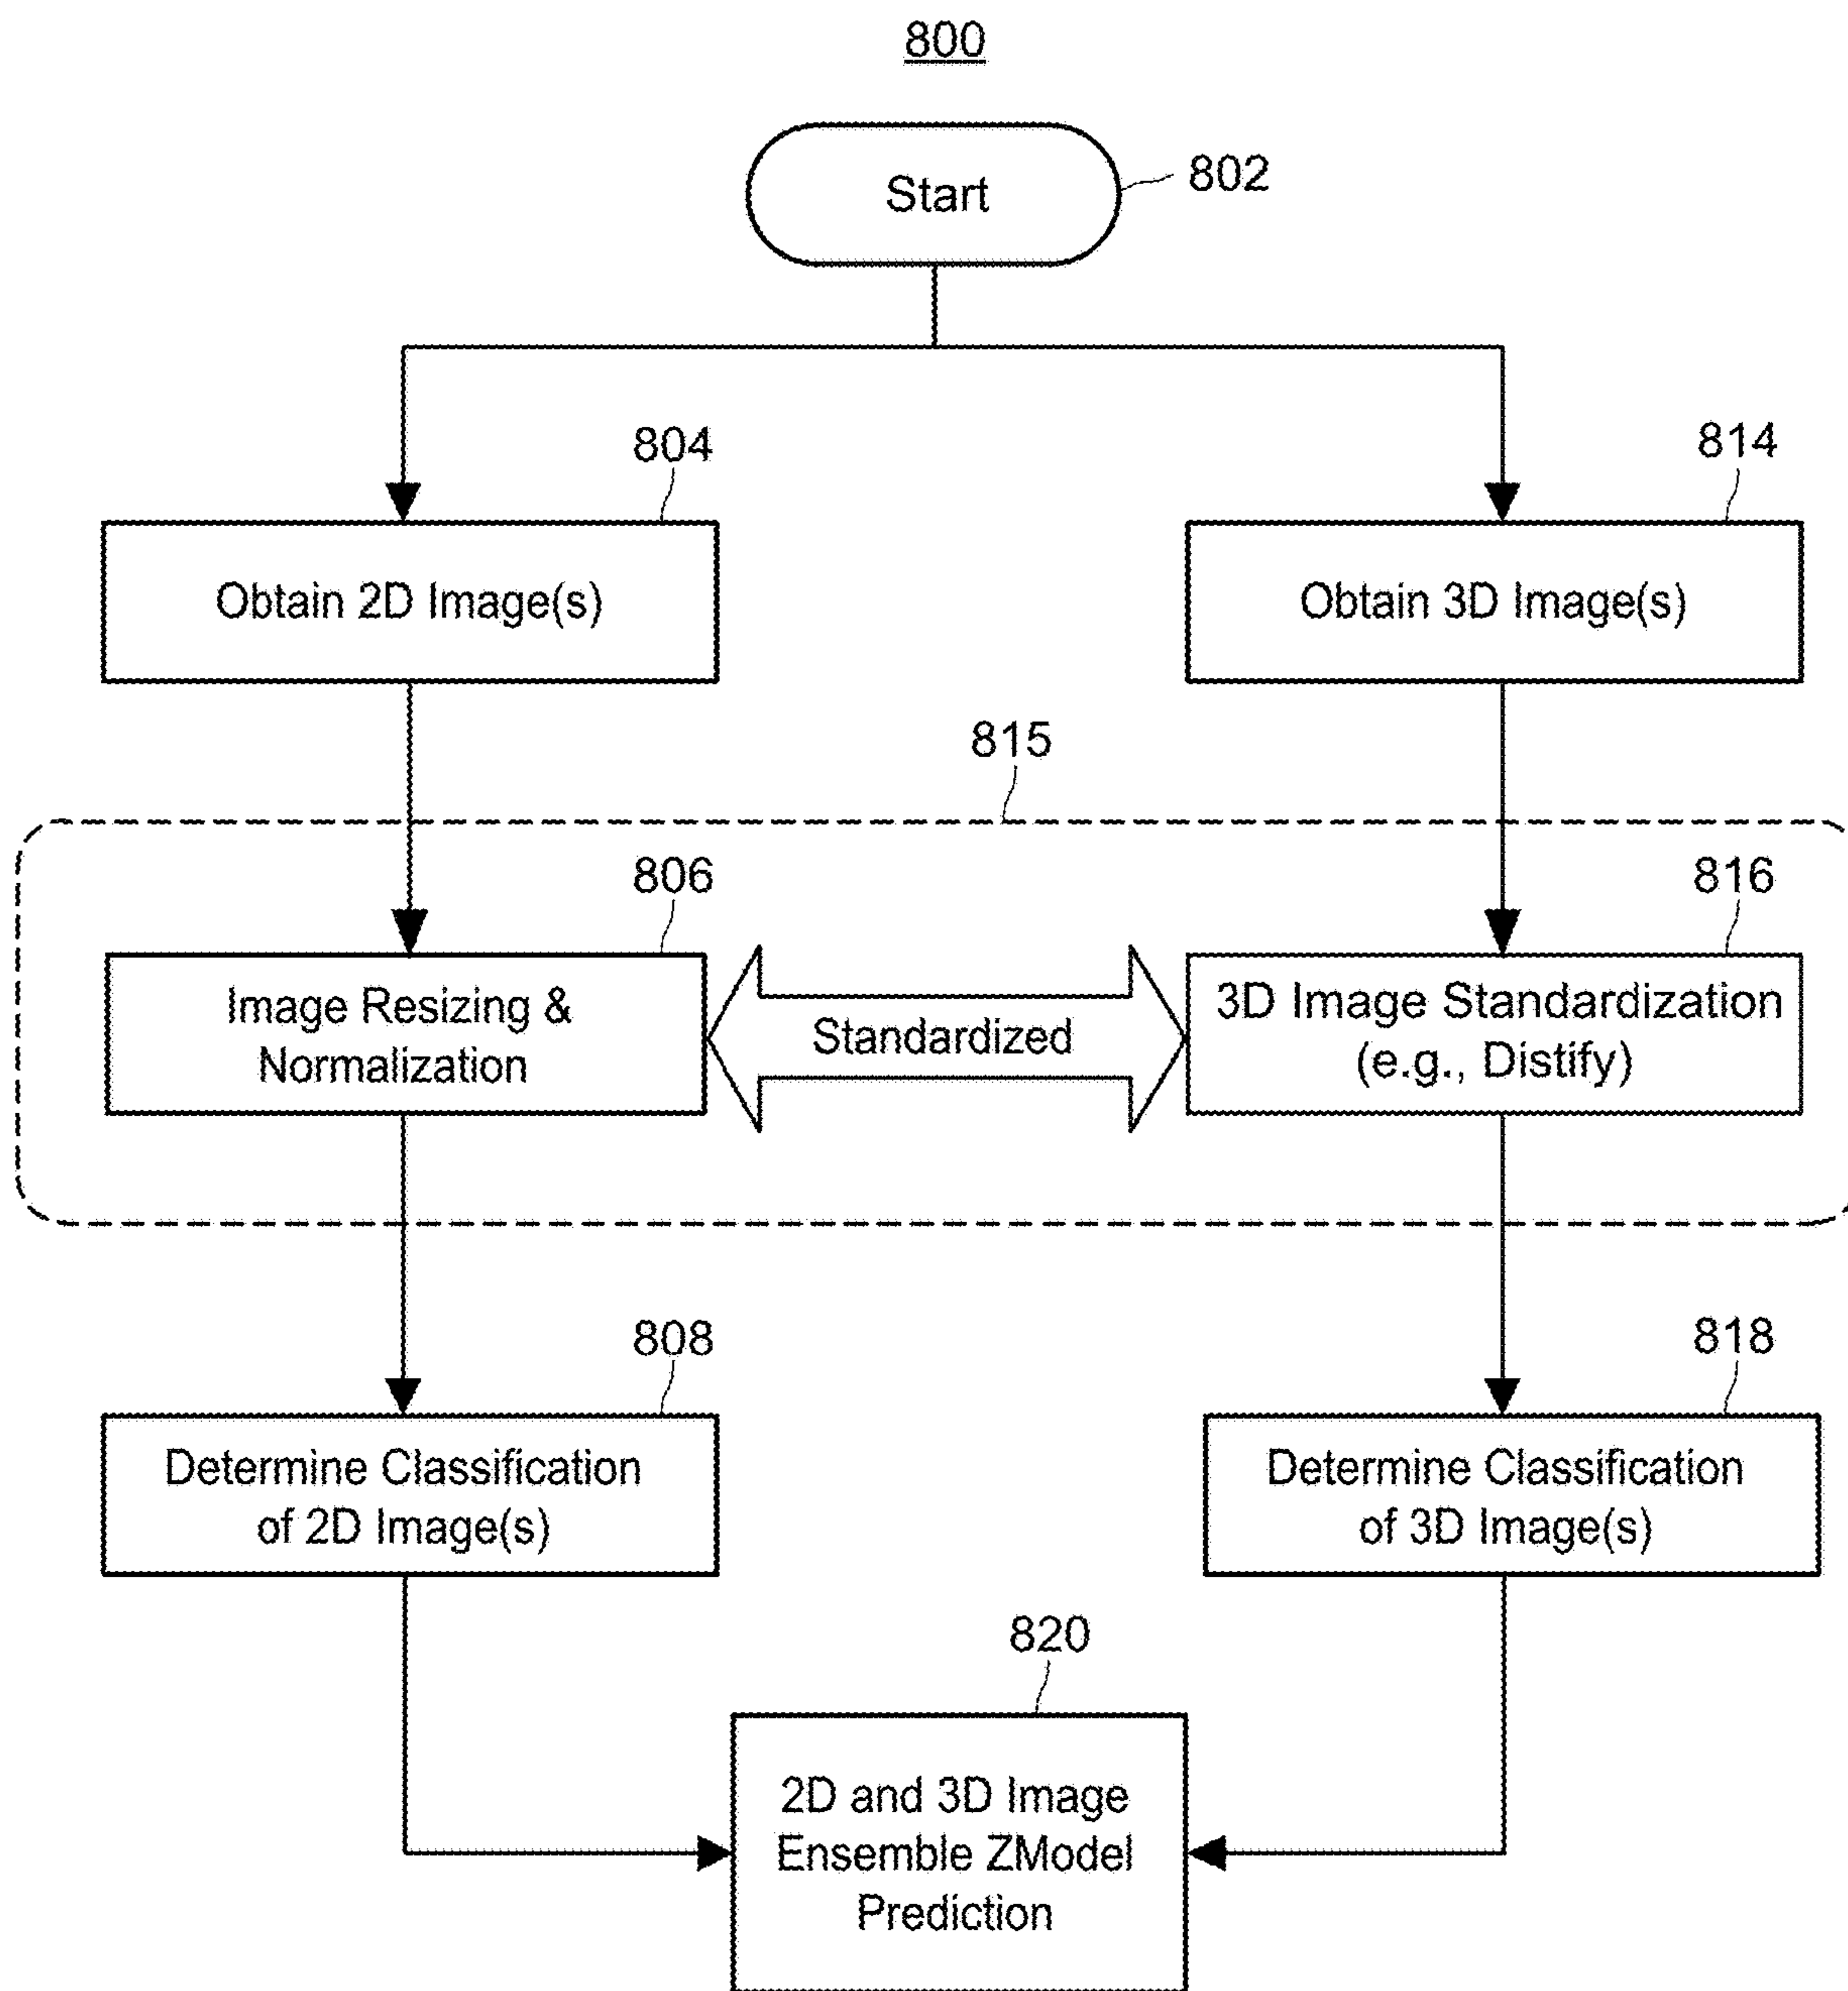 800
Start
802
804
814
Obtain 2D Image(s)
Obtain 3D Image(s)
815
806
816
Image Resizing &
Normalization
Standardized
3D Image Standardization
(e.g., Distify)
808
818
Determine Classification
of 2D Image(s)
Determine Classification
of 3D Image(s)
820
2D and 3D Image
Ensemble ZModel
Prediction